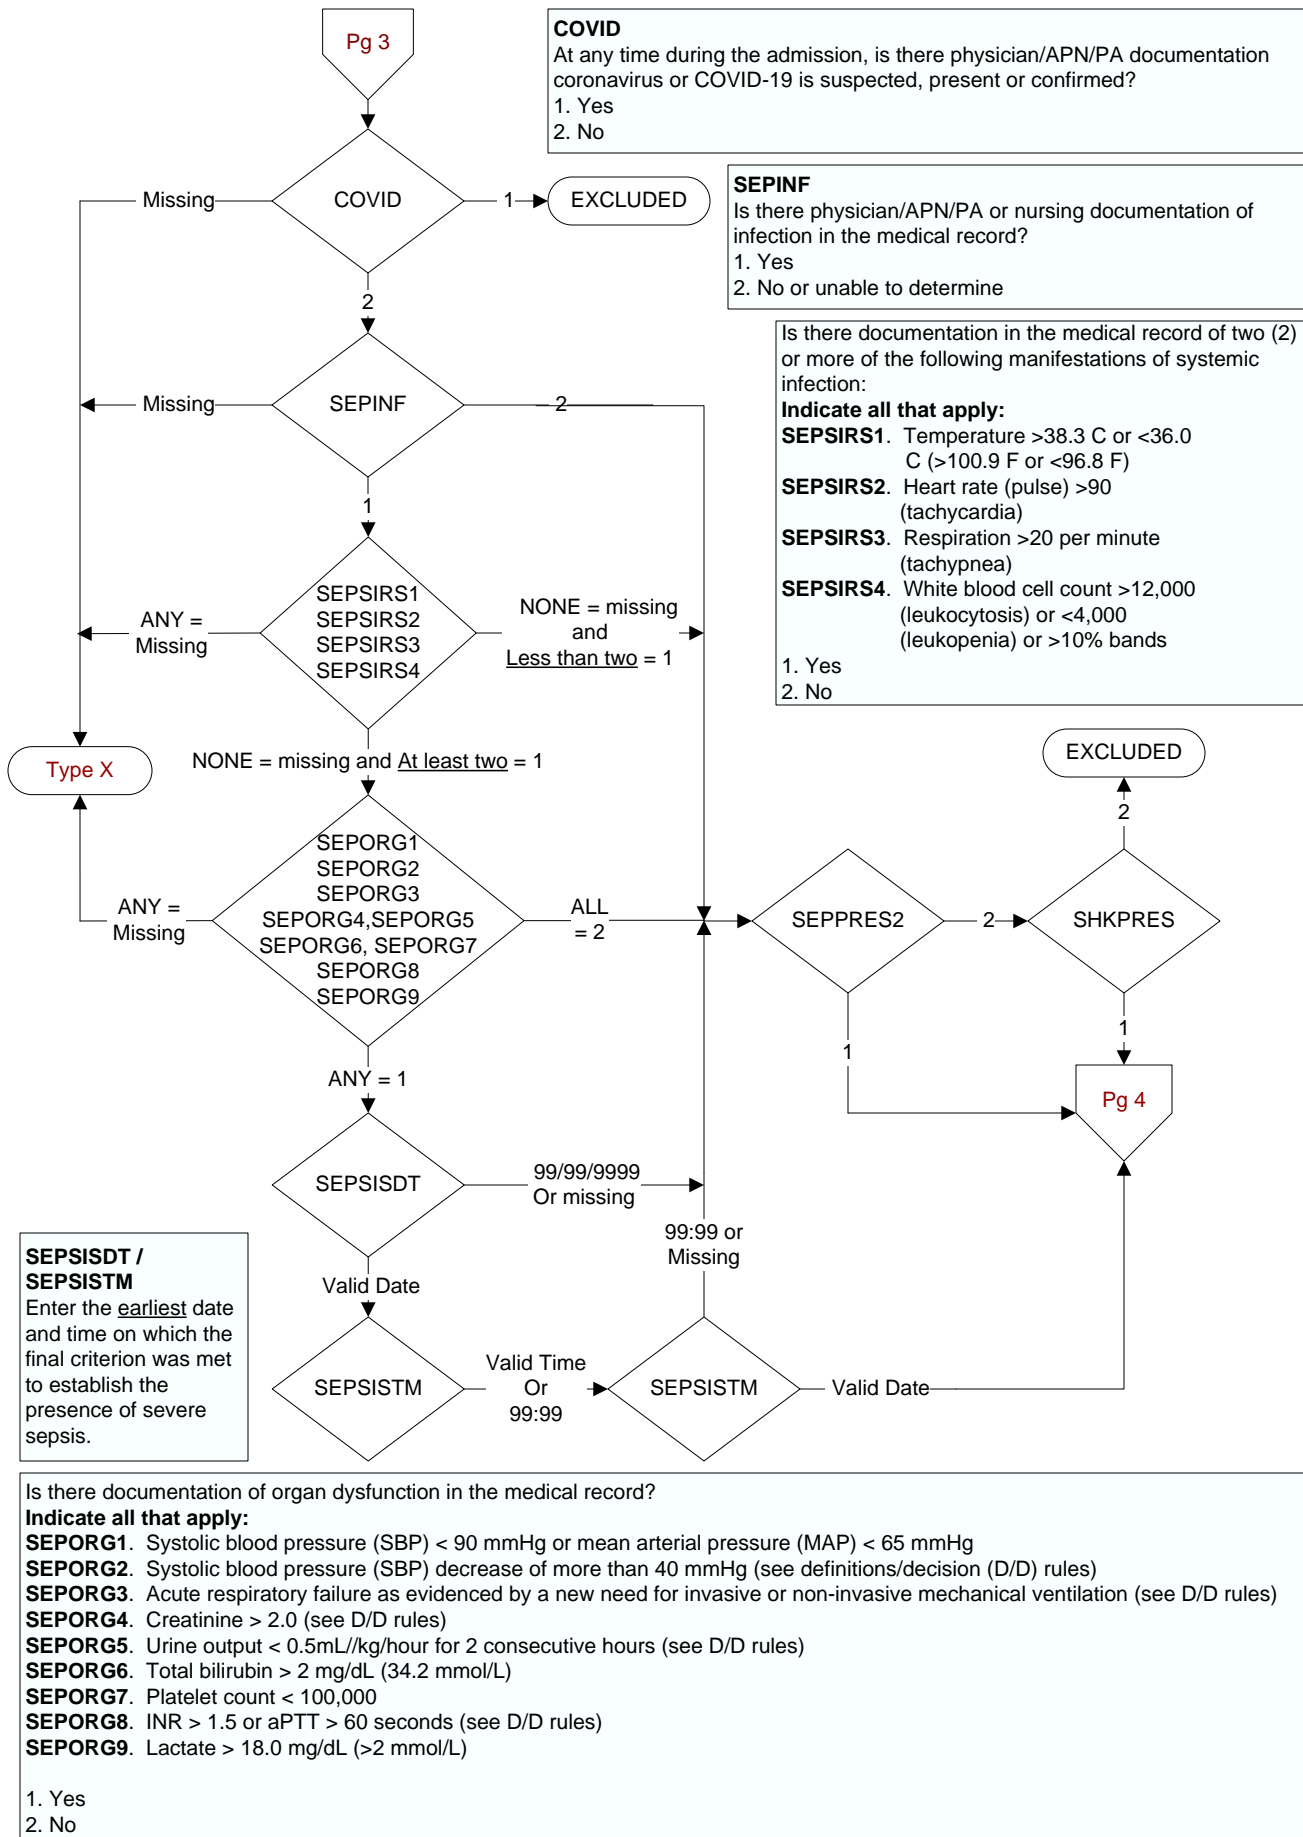 Pg 3
COVID
At any time during the admission, is there physician/APN/PA documentation
coronavirus or COVID-19 is suspected, present or confirmed?
1. Yes
2. No
Missing
COVID
1
EXCLUDED
2
SEPINF
Is there physician/APN/PA or nursing documentation of
infection in the medical record?
1. Yes
2. No or unable to determine
Missing
SEPINF
2
1
Is there documentation in the medical record of two (2)
or more of the following manifestations of systemic
infection:
Indicate all that apply:
SEPSIRS1. Temperature >38.3 C or <36.0
C (>100.9 F or <96.8 F)
SEPSIRS2. Heart rate (pulse) >90
(tachycardia)
SEPSIRS3. Respiration >20 per minute
(tachypnea)
SEPSIRS4. White blood cell count >12,000
(leukocytosis) or <4,000
(leukopenia) or >10% bands
1. Yes
2. No
ANY =
Missing
SEPSIRS1
SEPSIRS2
SEPSIRS3
SEPSIRS4
NONE = missing
and
Less than two = 1
Type X
NONE = missing and At least two = 1
EXCLUDED
2
ANY =
Missing
SEPORG1
SEPORG2
SEPORG3
SEPORG4,SEPORG5
SEPORG6, SEPORG7
SEPORG8
SEPORG9
ALL
= 2
SEPPRES2
2
SHKPRES
1
1
Pg 4
ANY = 1
SEPSISDT
99/99/9999
Or missing
99:99 or
Missing
Valid Date
SEPSISDT /
SEPSISTM
Enter the earliest date
and time on which the
final criterion was met
to establish the
presence of severe
sepsis.
SEPSISTM
Valid Time
Or
99:99
SEPSISTM
Valid Date
Is there documentation of organ dysfunction in the medical record?
Indicate all that apply:
SEPORG1. Systolic blood pressure (SBP) < 90 mmHg or mean arterial pressure (MAP) < 65 mmHg
SEPORG2. Systolic blood pressure (SBP) decrease of more than 40 mmHg (see definitions/decision (D/D) rules)
SEPORG3. Acute respiratory failure as evidenced by a new need for invasive or non-invasive mechanical ventilation (see D/D rules)
SEPORG4. Creatinine > 2.0 (see D/D rules)
SEPORG5. Urine output < 0.5mL//kg/hour for 2 consecutive hours (see D/D rules)
SEPORG6. Total bilirubin > 2 mg/dL (34.2 mmol/L)
SEPORG7. Platelet count < 100,000
SEPORG8. INR > 1.5 or aPTT > 60 seconds (see D/D rules)
SEPORG9. Lactate > 18.0 mg/dL (>2 mmol/L)
1. Yes
2. No